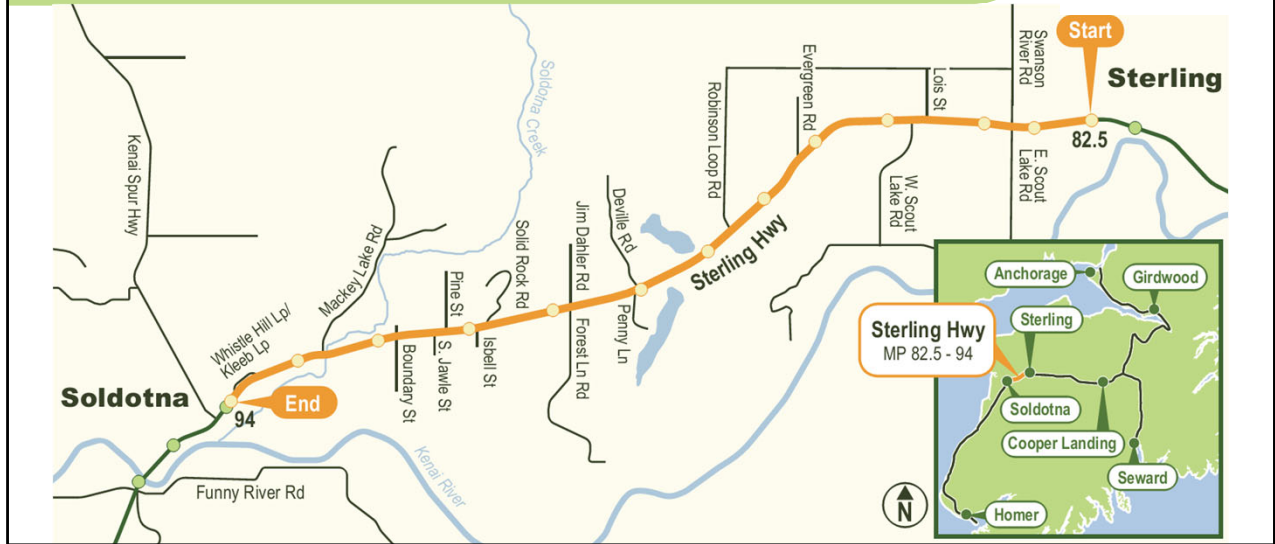 Start
Sterling
82.5
Swanson
River Rd
E. Scout
Lake Rd
Lois St
W. Scout
Lake Rd
Evergreen Rd
Robinson Loop Rd
Sterling Hwy
Deville Rd
Penny Ln
Jim Dahler Rd
Forest Ln Rd
Solid Rock Rd
Isbell St
Pine St
S. Jawle St
Boundary St
Soldotna Creek
Mackey Lake Rd
Kenai Spur Hwy
Whistle Hill Lp/
Kleeb Lp
Soldotna
End
94
Kenai River
Funny River Rd
N
Anchorage
Girdwood
Sterling
Sterling Hwy
MP 82.5 - 94
Soldotna
Cooper Landing
Seward
Homer